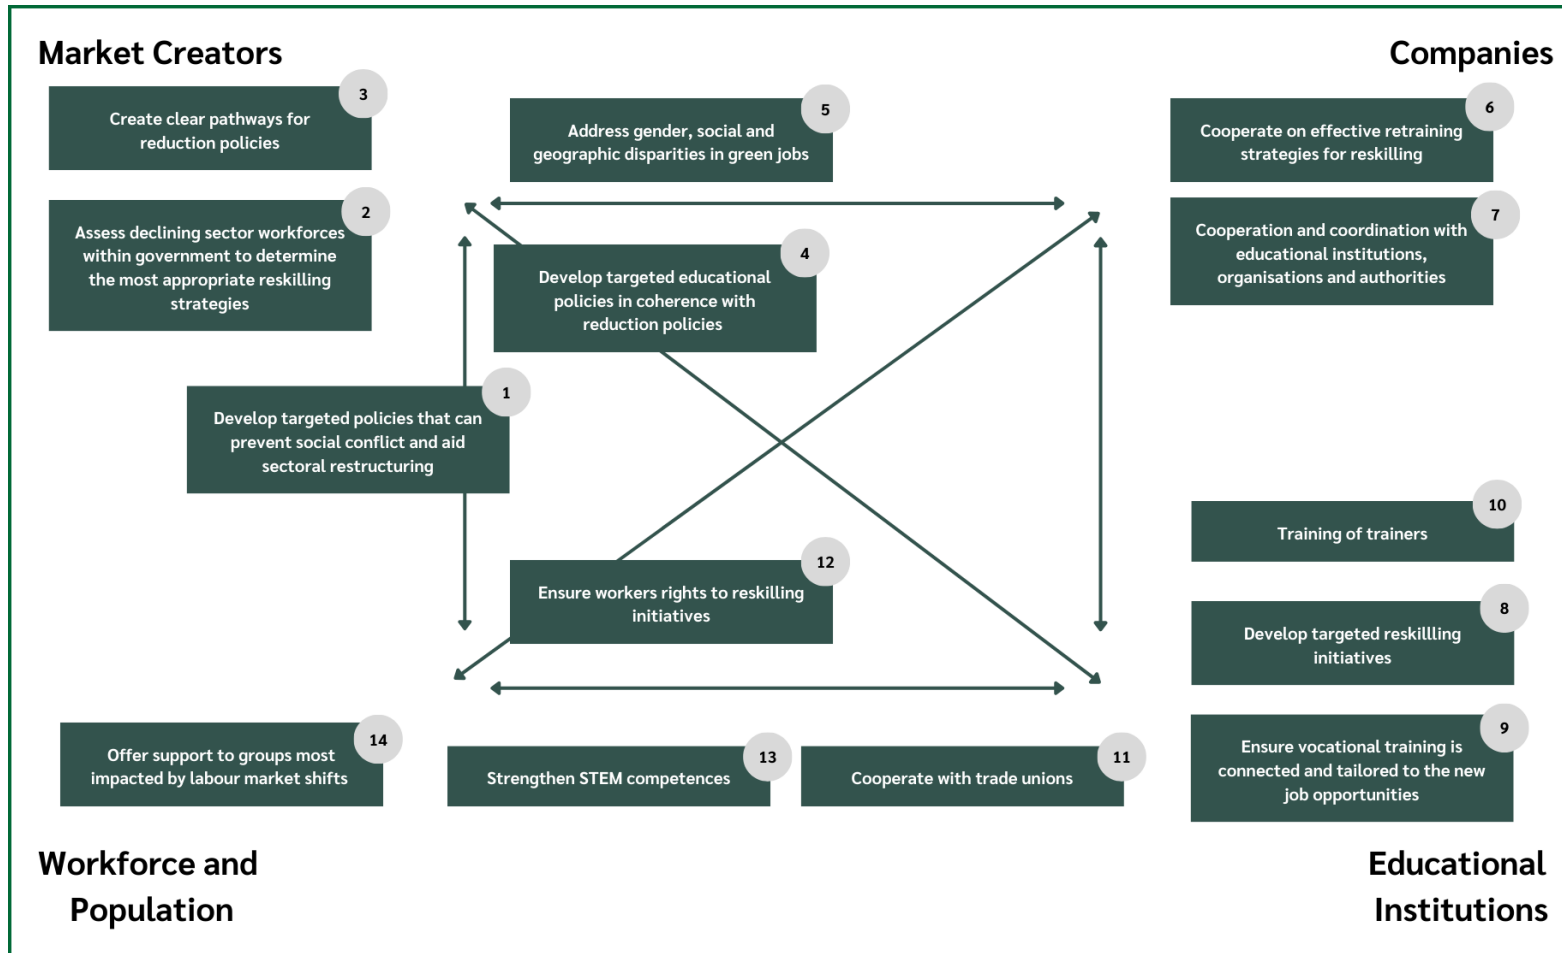 Market Creators
Companies
3
Create clear pathways for
reduction policies
5
Address gender, social and
geographic disparities in green jobs
6
Cooperate on effective retraining
strategies for reskilling
2
Assess declining sector workforces
within government to determine
the most appropriate reskilling
strategies
4
Develop targeted educational
policies in coherence with
reduction policies
7
Cooperation and coordination with
educational institutions,
organisations and authorities
1
Develop targeted policies that can
prevent social conflict and aid
sectoral restructuring
10
Training of trainers
12
Ensure workers rights to reskilling
initiatives
8
Develop targeted reskillling
initiatives
14
Offer support to groups most
impacted by labour market shifts
13
Strengthen STEM competences
11
Cooperate with trade unions
9
Ensure vocational training is
connected and tailored to the new
job opportunities
Workforce and
Population
Educational
Institutions